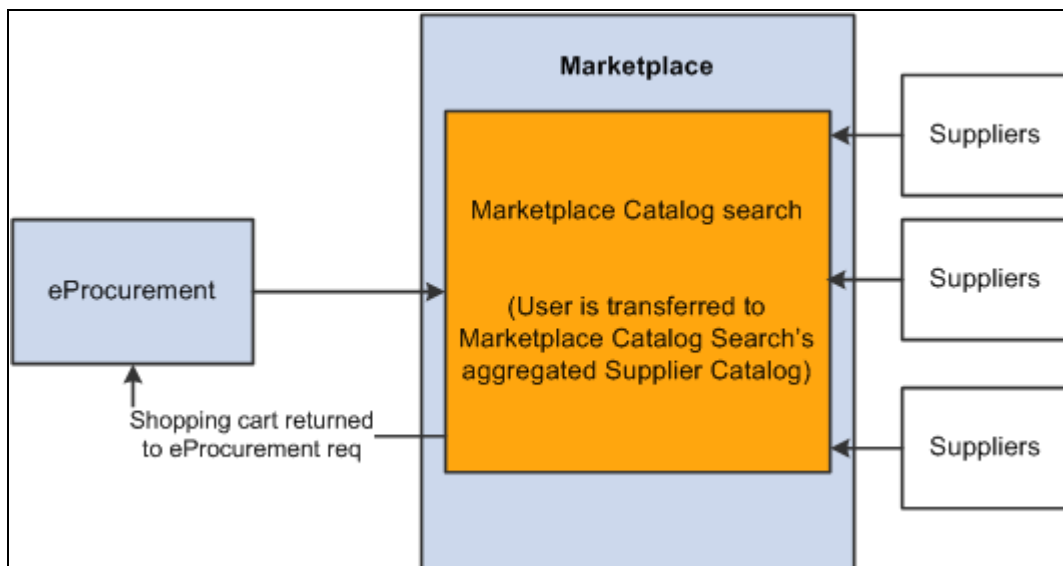 Marketplace
Marketplace Catalog search
(User is transferred to
Marketplace Catalog Search's
aggregated Supplier Catalog)
eProcurement
Shopping cart returned
to eProcurement req
Suppliers
Suppliers
Suppliers